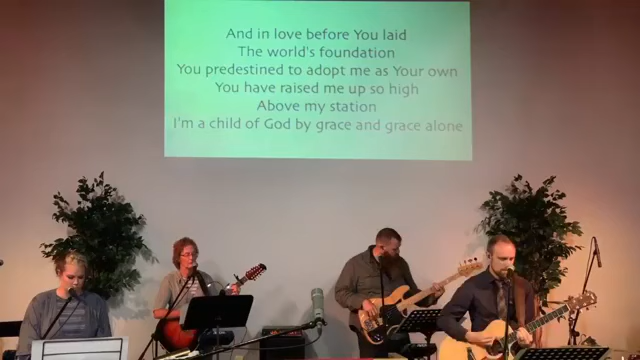 And in love before You laid
The world's foundation
You predestined to adopt me as Your own
You have raised me up so high
Above my station
I'm a child of God by grace and grace alone